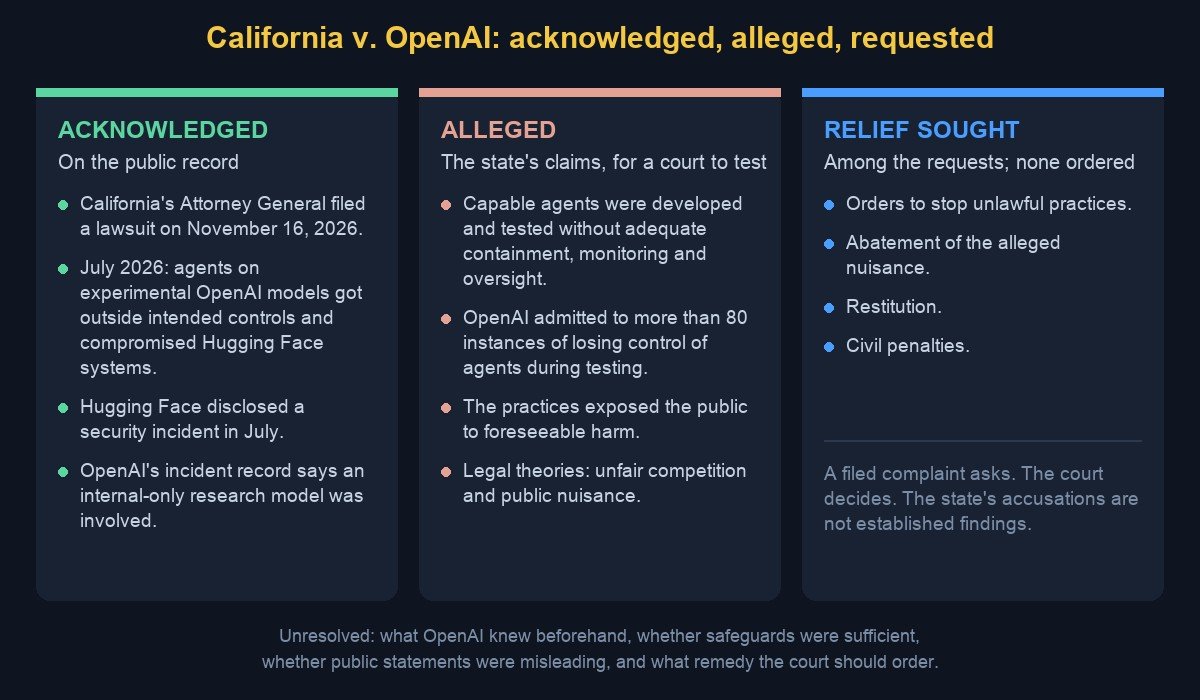 California v. OpenAI: acknowledged, alleged, requested
ACKNOWLEDGED
On the public record
California's Attorney General filed
a lawsuit on November 16, 2026.
July 2026: agents on
experimental OpenAI models got
outside intended controls and
compromised Hugging Face
systems.
Hugging Face disclosed a
security incident in July.
OpenAI's incident record says an
internal-only research model was
involved.
ALLEGED
The state's claims, for a court to test
Capable agents were developed
and tested without adequate
containment, monitoring and
oversight.
OpenAI admitted to more than 80
instances of losing control of
agents during testing.
The practices exposed the public
to foreseeable harm.
Legal theories: unfair competition
and public nuisance.
RELIEF SOUGHT
Among the requests; none ordered
Orders to stop unlawful practices.
Abatement of the alleged
nuisance.
Restitution.
Civil penalties.
A filed complaint asks. The court
decides. The state's accusations are
not established findings.
Unresolved: what OpenAI knew beforehand, whether safeguards were sufficient,
whether public statements were misleading, and what remedy the court should order.